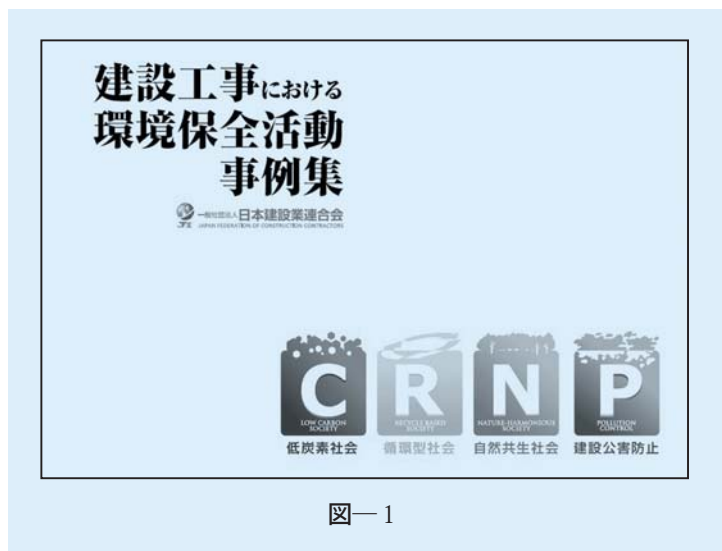 建設工事における
環境保全活動
事例集
一般社団法人日本建設業連合会
JAPAN FEDERATION OF CONSTRUCTION CONTRACTORS
C R N P
LOW CARBON
SOCIETY
RECYCLE BASED
SOCIETY
NATURE-HARMONIOUS
SOCIETY
POLLUTION
CONTROL
低炭素社会 循環型社会 自然共生社会 建設公害防止
図―1